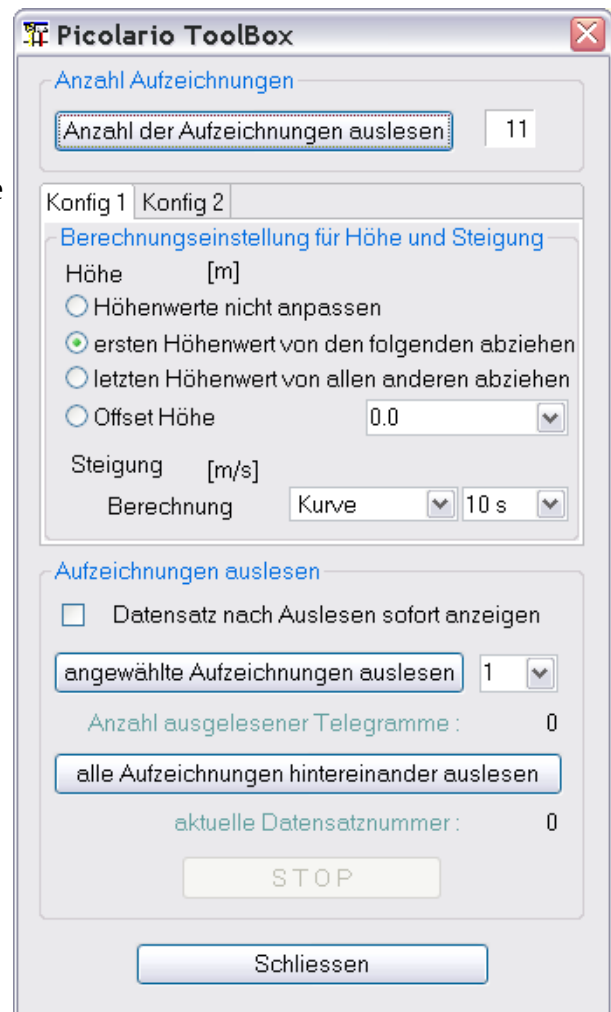 Picolario ToolBox
Anzahl Aufzeichnungen
Anzahl der Aufzeichnungen auslesen 11
e
Konfig 1 Konfig 2
Berechnungseinstellung für Höhe und Steigung
Höhe [m]
Höhenwerte nicht anpassen
ersten Höhenwert von den folgenden abziehen
letzten Höhenwert von allen anderen abziehen
Offset Höhe 0.0
Steigung [m/s]
Berechnung Kurve 10 s
Aufzeichnungen auslesen
Datensatz nach Auslesen sofort anzeigen
angewählte Aufzeichnungen auslesen 1
Anzahl ausgelesener Telegramme : 0
alle Aufzeichnungen hintereinander auslesen
aktuelle Datensatznummer : 0
STOP
Schliessen